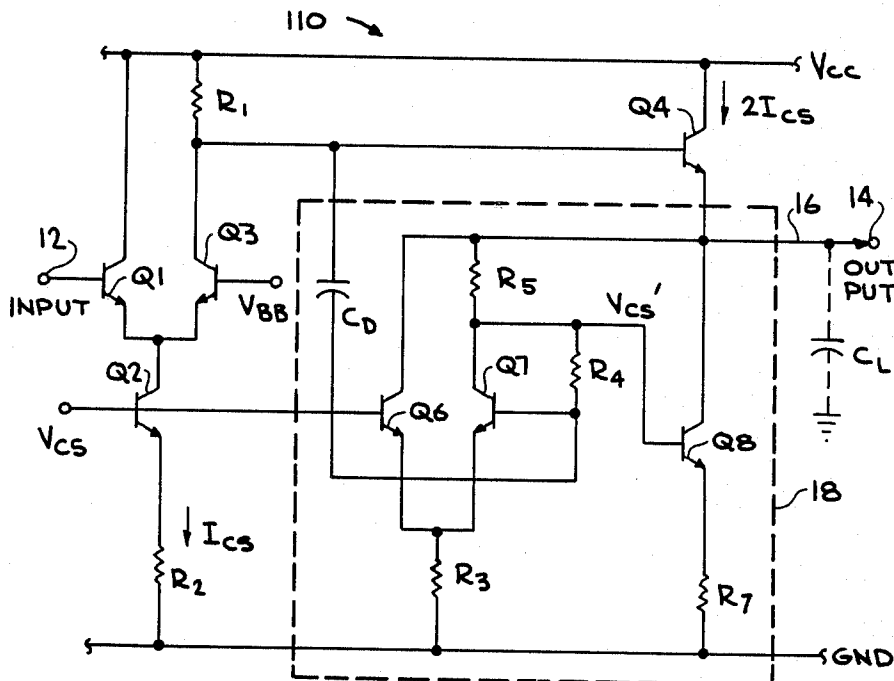 110
VCC
R1
Q4
2ICS
12
Q3
16
14
INPUT
Q1
VBB
CD
R5
VCS'
OUT
PUT
Q2
Q7
R4
CL
VCS
Q6
Q8
18
ICS
R2
R3
R7
GND